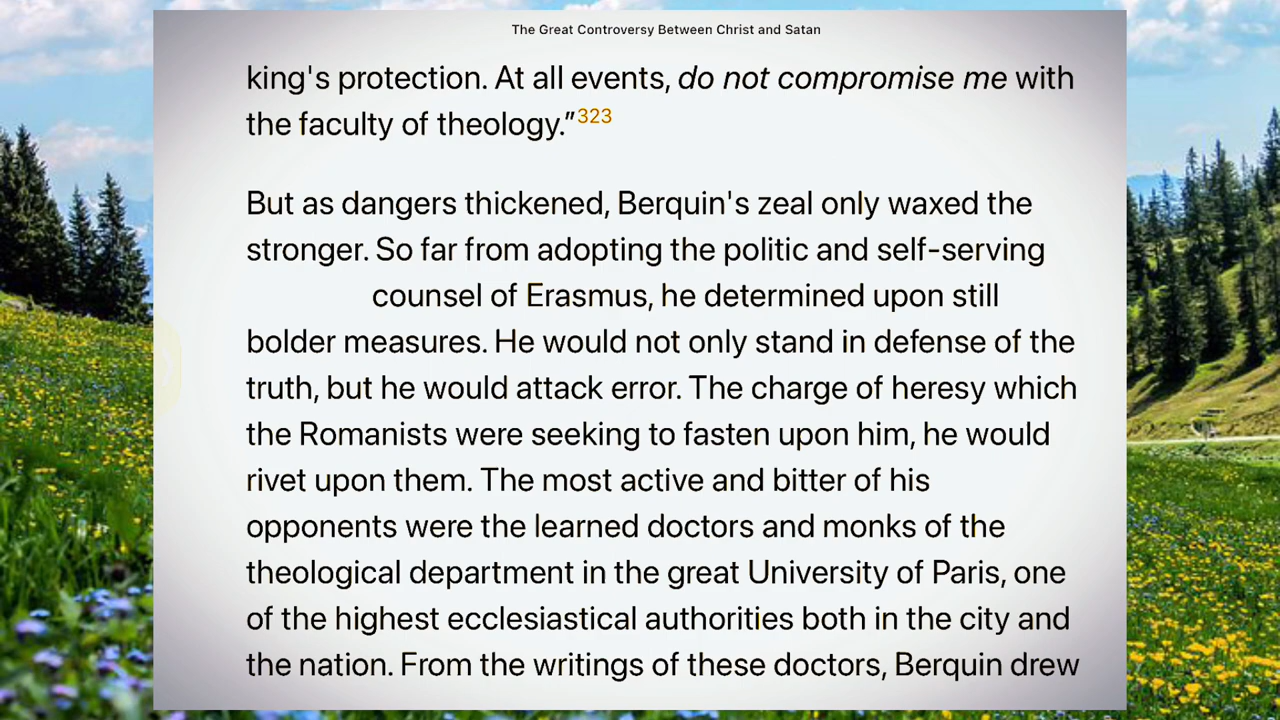 The Great Controversy Between Christ and Satan
king's protection. At all events, do not compromise me with
the faculty of theology.”323
But as dangers thickened, Berquin's zeal only waxed the
stronger. So far from adopting the politic and self-serving
counsel of Erasmus, he determined upon still
bolder measures. He would not only stand in defense of the
truth, but he would attack error. The charge of heresy which
the Romanists were seeking to fasten upon him, he would
rivet upon them. The most active and bitter of his
opponents were the learned doctors and monks of the
theological department in the great University of Paris, one
of the highest ecclesiastical authorities both in the city and
the nation. From the writings of these doctors, Berquin drew